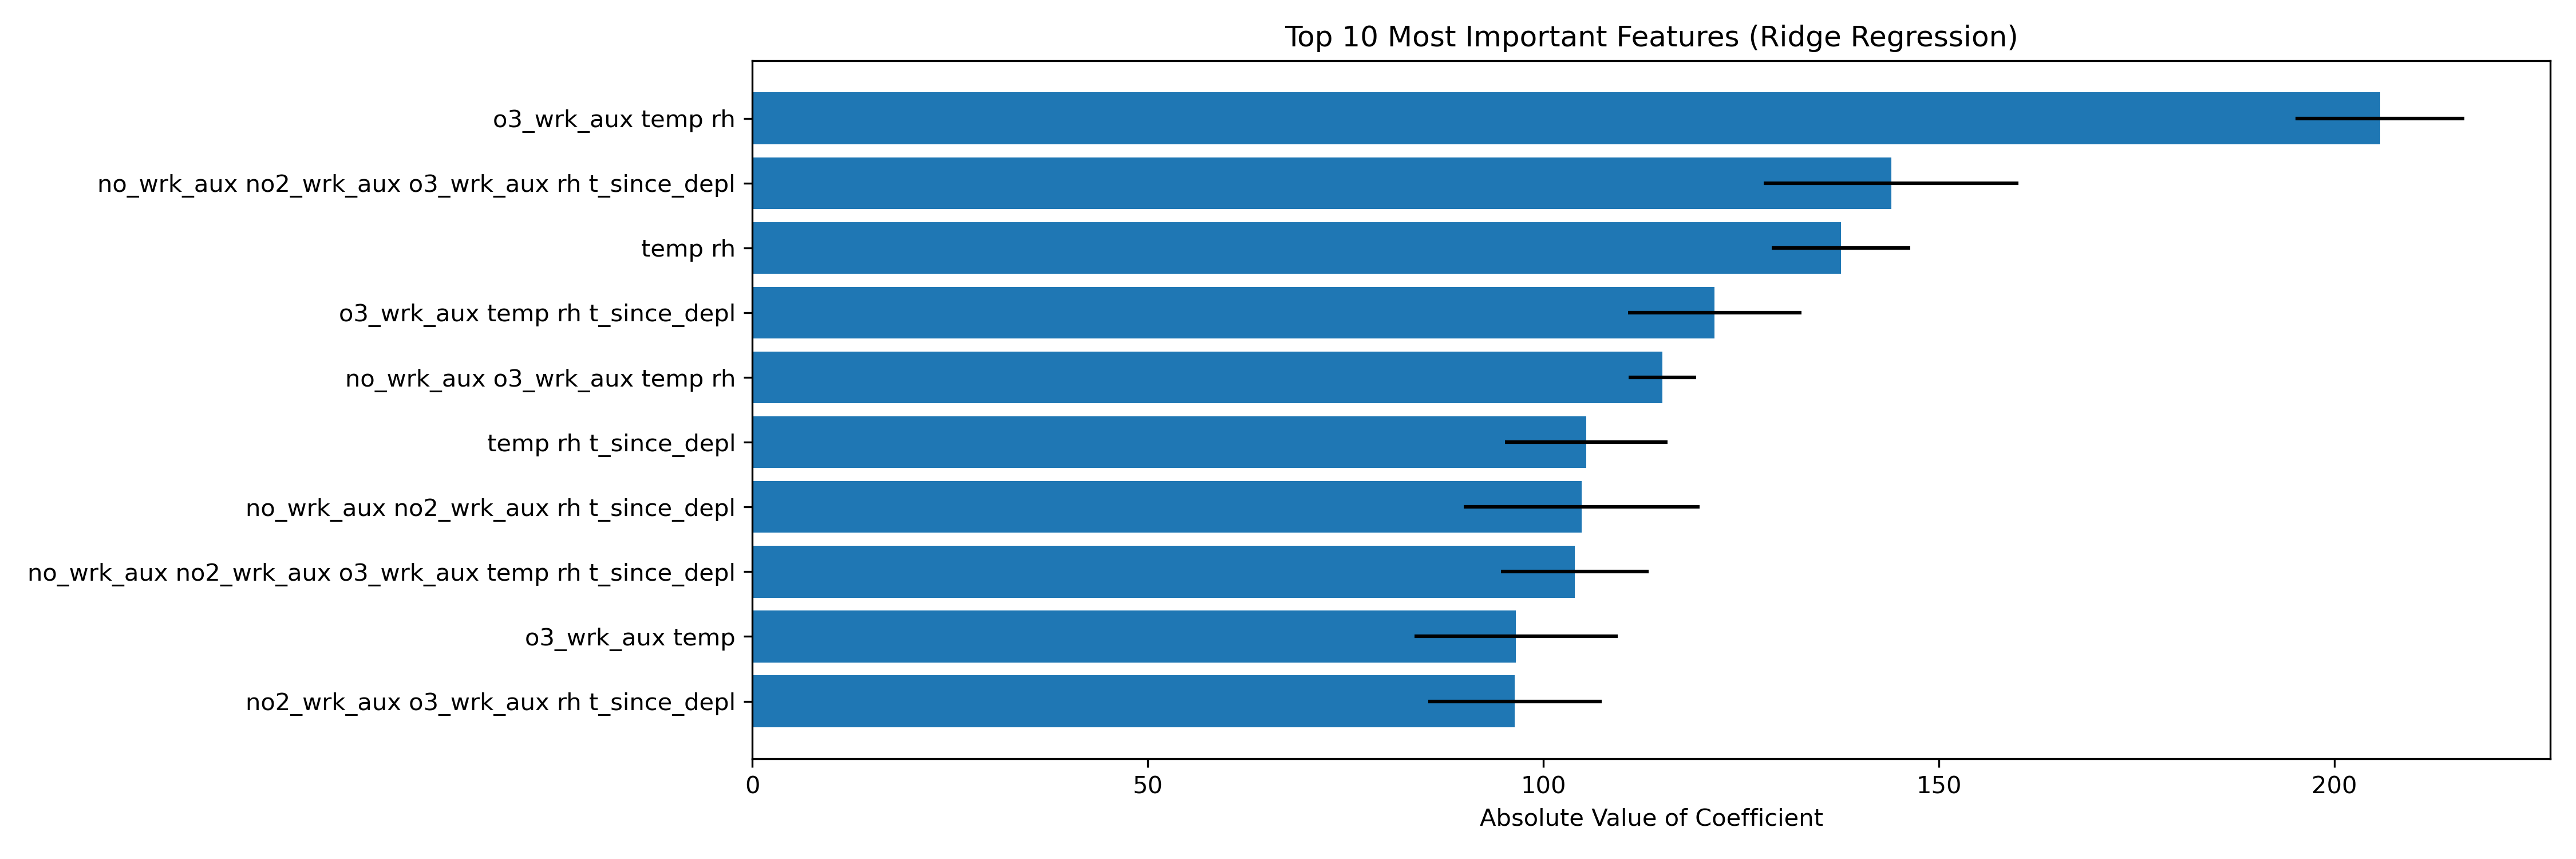 Top 10 Most Important Features (Ridge Regression)
o3_wrk_aux temp rh
no_wrk_aux no2_wrk_aux o3_wrk_aux rh t_since_depl
temp rh
o3_wrk_aux temp rh t_since_depl
no_wrk_aux o3_wrk_aux temp rh
temp rh t_since_depl
no_wrk_aux no2_wrk_aux rh t_since_depl
no_wrk_aux no2_wrk_aux o3_wrk_aux temp rh t_since_depl
o3_wrk_aux temp
no2_wrk_aux o3_wrk_aux rh t_since_depl
0 50 100 150 200
Absolute Value of Coefficient